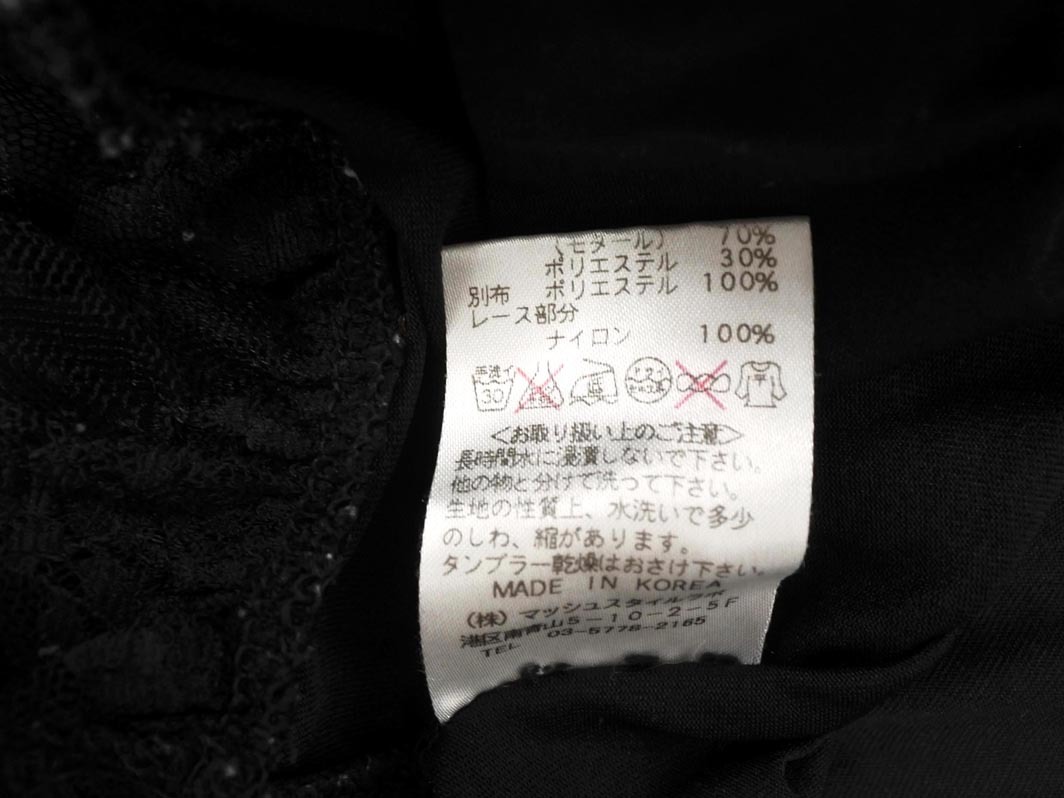 (モダール) 70%
ポリエステル 30%
別布 ポリエステル 100%
レース部分
ナイロン 100%
手洗イ
30
中
平
<お取り扱い上のご注意>
長時間水に浸漬しないで下さい。
他の物と分けて洗って下さい。
生地の性質上、水洗いで多少
のしわ、縮があります。
タンブラー乾燥はおさけ下さい。
MADE IN KOREA
(株)マッシュスタイルラボ
港区南青山5-10-2-5F
TEL 03-5778-2165